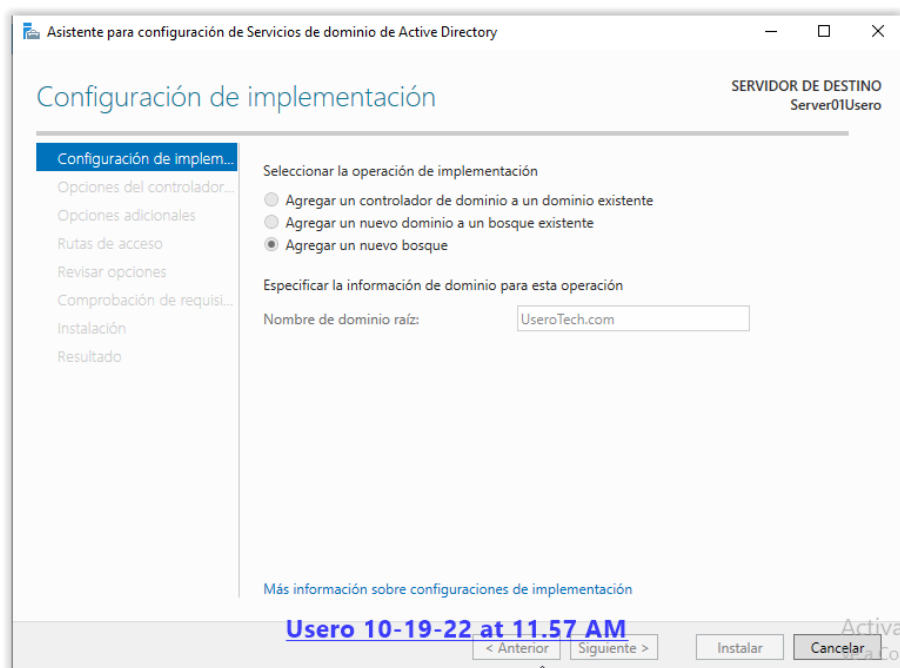 Asistente para configuración de Servicios de dominio de Active Directory
Configuración de implementación
SERVIDOR DE DESTINO
Server01Usero
Configuración de implem...
Opciones del controlador...
Opciones adicionales
Rutas de acceso
Revisar opciones
Comprobación de requisi...
Instalación
Resultado
Seleccionar la operación de implementación
Agregar un controlador de dominio a un dominio existente
Agregar un nuevo dominio a un bosque existente
Agregar un nuevo bosque
Especificar la información de dominio para esta operación
Nombre de dominio raíz: UseroTech.com
Más información sobre configuraciones de implementación
Usero 10-19-22 at 11.57 AM
Activa
< Anterior Siguiente > Instalar Cancelar